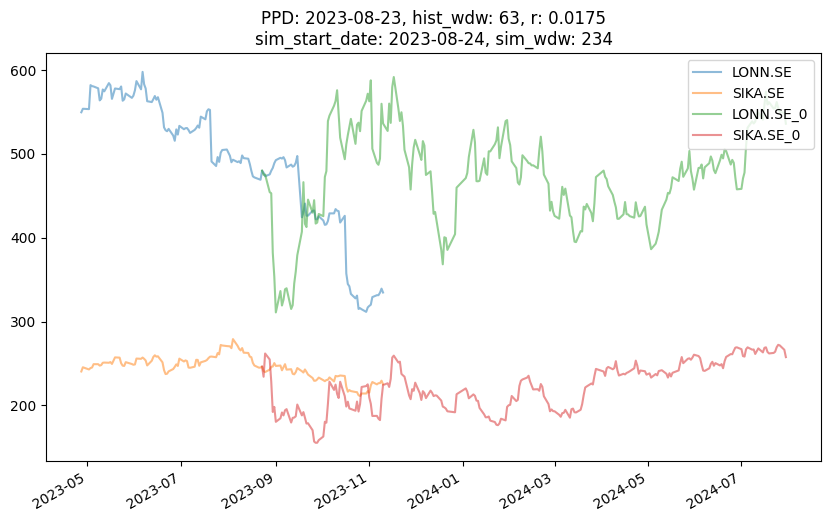 PPD: 2023-08-23, hist_wdw: 63, r: 0.0175
sim_start_date: 2023-08-24, sim_wdw: 234
LONN.SE
SIKA.SE
LONN.SE_0
SIKA.SE_0
600
500
400
300
200
2023-05
2023-07
2023-09
2023-11
2024-01
2024-03
2024-05
2024-07